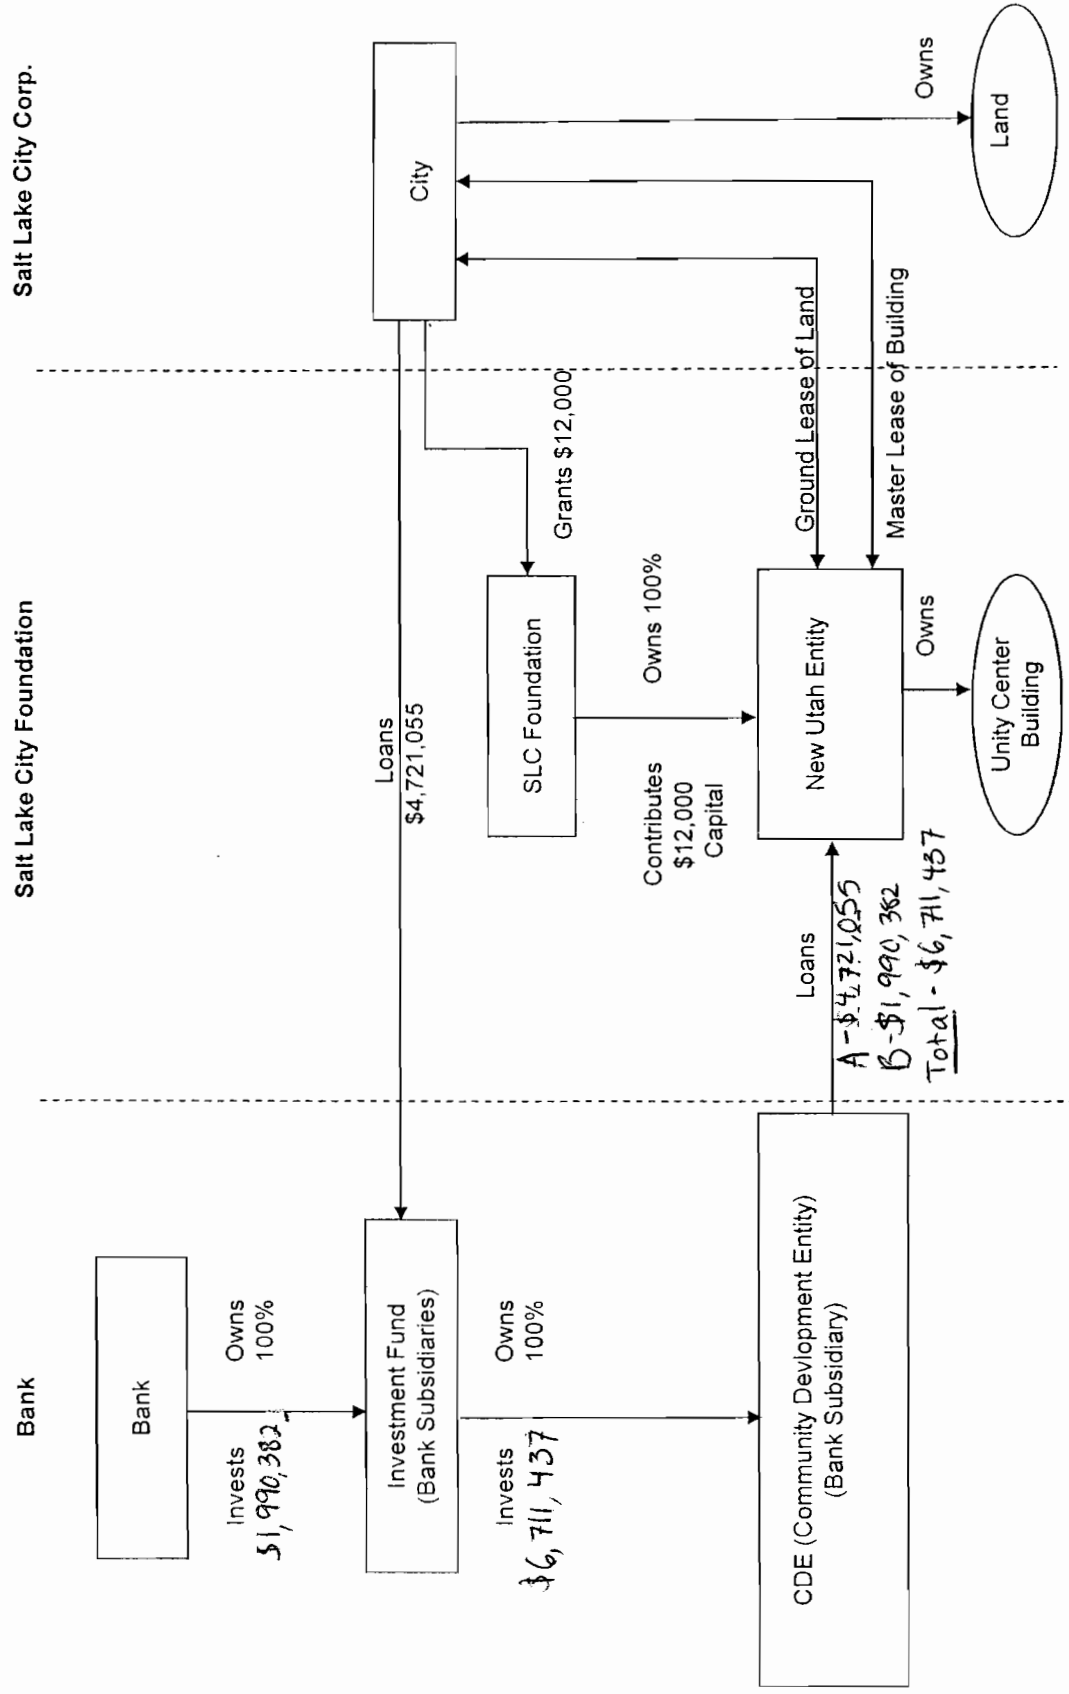 Bank
Salt Lake City Foundation
Salt Lake City Corp.
Bank
Invests
$1,990,382
Owns
100%
Investment Fund
(Bank Subsidiaries)
Loans
$4,721,055
City
Invests
$6,711,437
Owns
100%
SLC Foundation
Grants $12,000
Contributes
$12,000
Capital
Owns 100%
CDE (Community Devlopment Entity)
(Bank Subsidiary)
Loans
A - $4,721,055
B - $1,990,382
Total - $6,711,437
New Utah Entity
Ground Lease of Land
Master Lease of Building
Owns
Unity Center
Building
Owns
Land